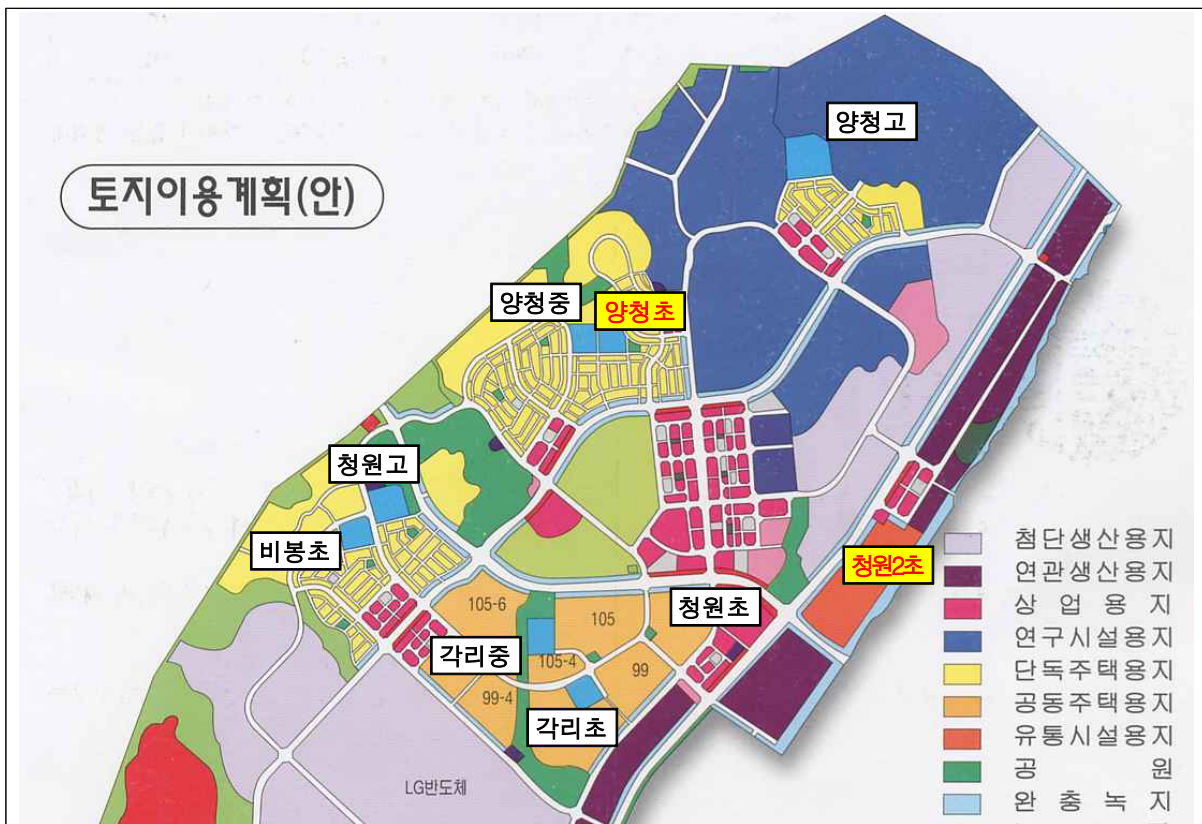 토지이용계획(안)
양청고
양청중
양청초
청원고
비봉초
청원2초
청원초
각리중
각리초
105-6
105
105-4
99
99-4
LG반도체
첨단생산용지
연관생산용지
상 업 용 지
연구시설용지
단독주택용지
공동주택용지
유통시설용지
공 원
완 충 녹 지